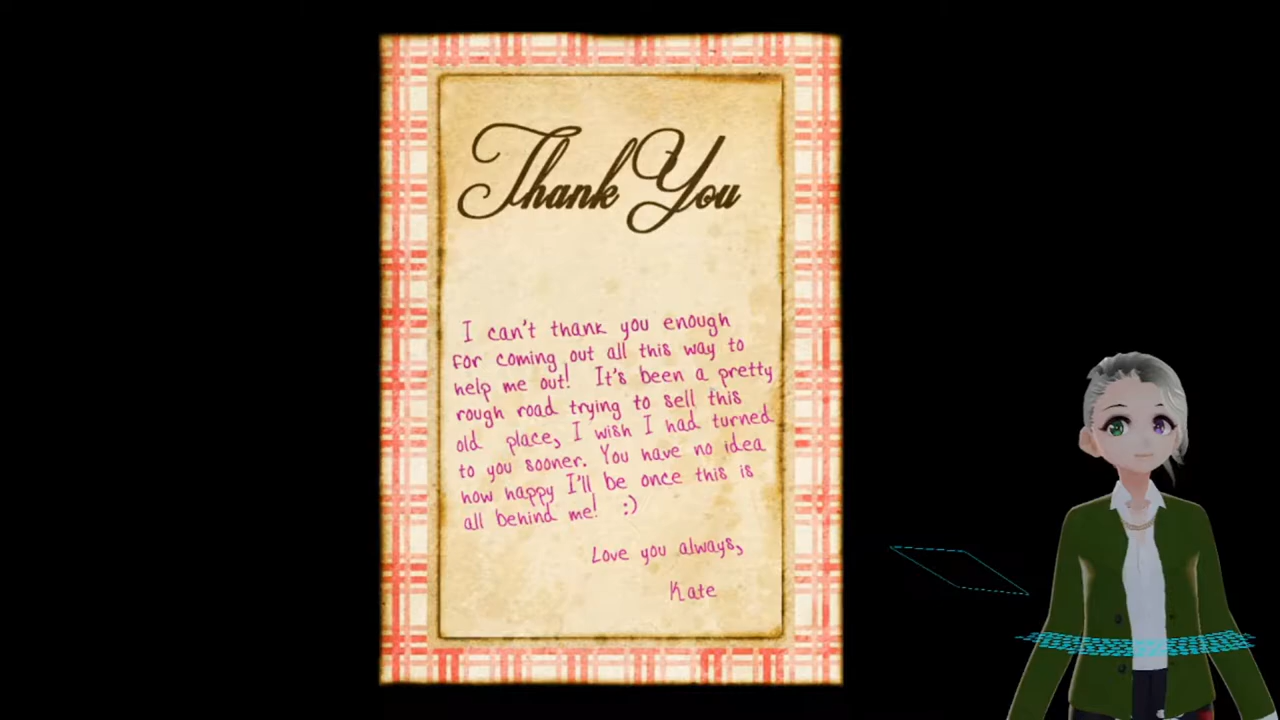 Thank You
I can't thank you enough
for coming out all this way to
help me out! It's been a pretty
rough road trying to sell this
old place, I wish I had turned
to you sooner. You have no idea
how happy I'll be once this is
all behind me! :)
Love you always,
Kate